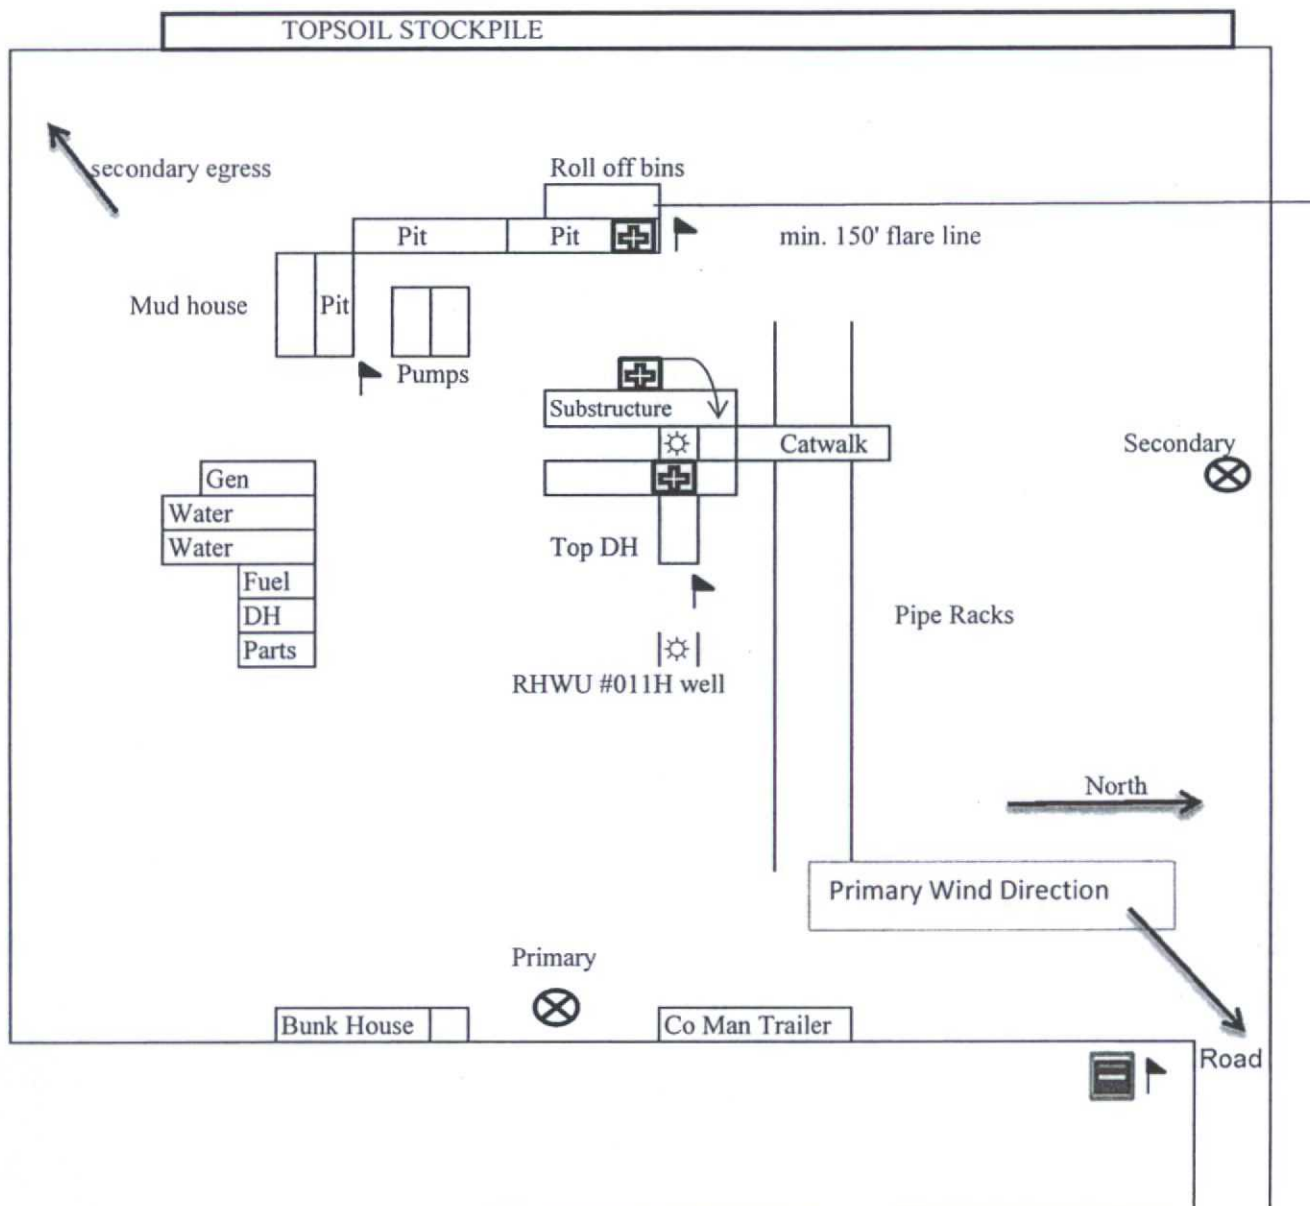 TOPSOIL STOCKPILE
secondary egress
Roll off bins
Pit
Pit
min. 150' flare line
Mud house
Pit
Pumps
Substructure
Catwalk
Secondary
Gen
Water
Water
Fuel
DH
Parts
Top DH
Pipe Racks
RHWU #011H well
North
Primary Wind Direction
Primary
Bunk House
Co Man Trailer
Road